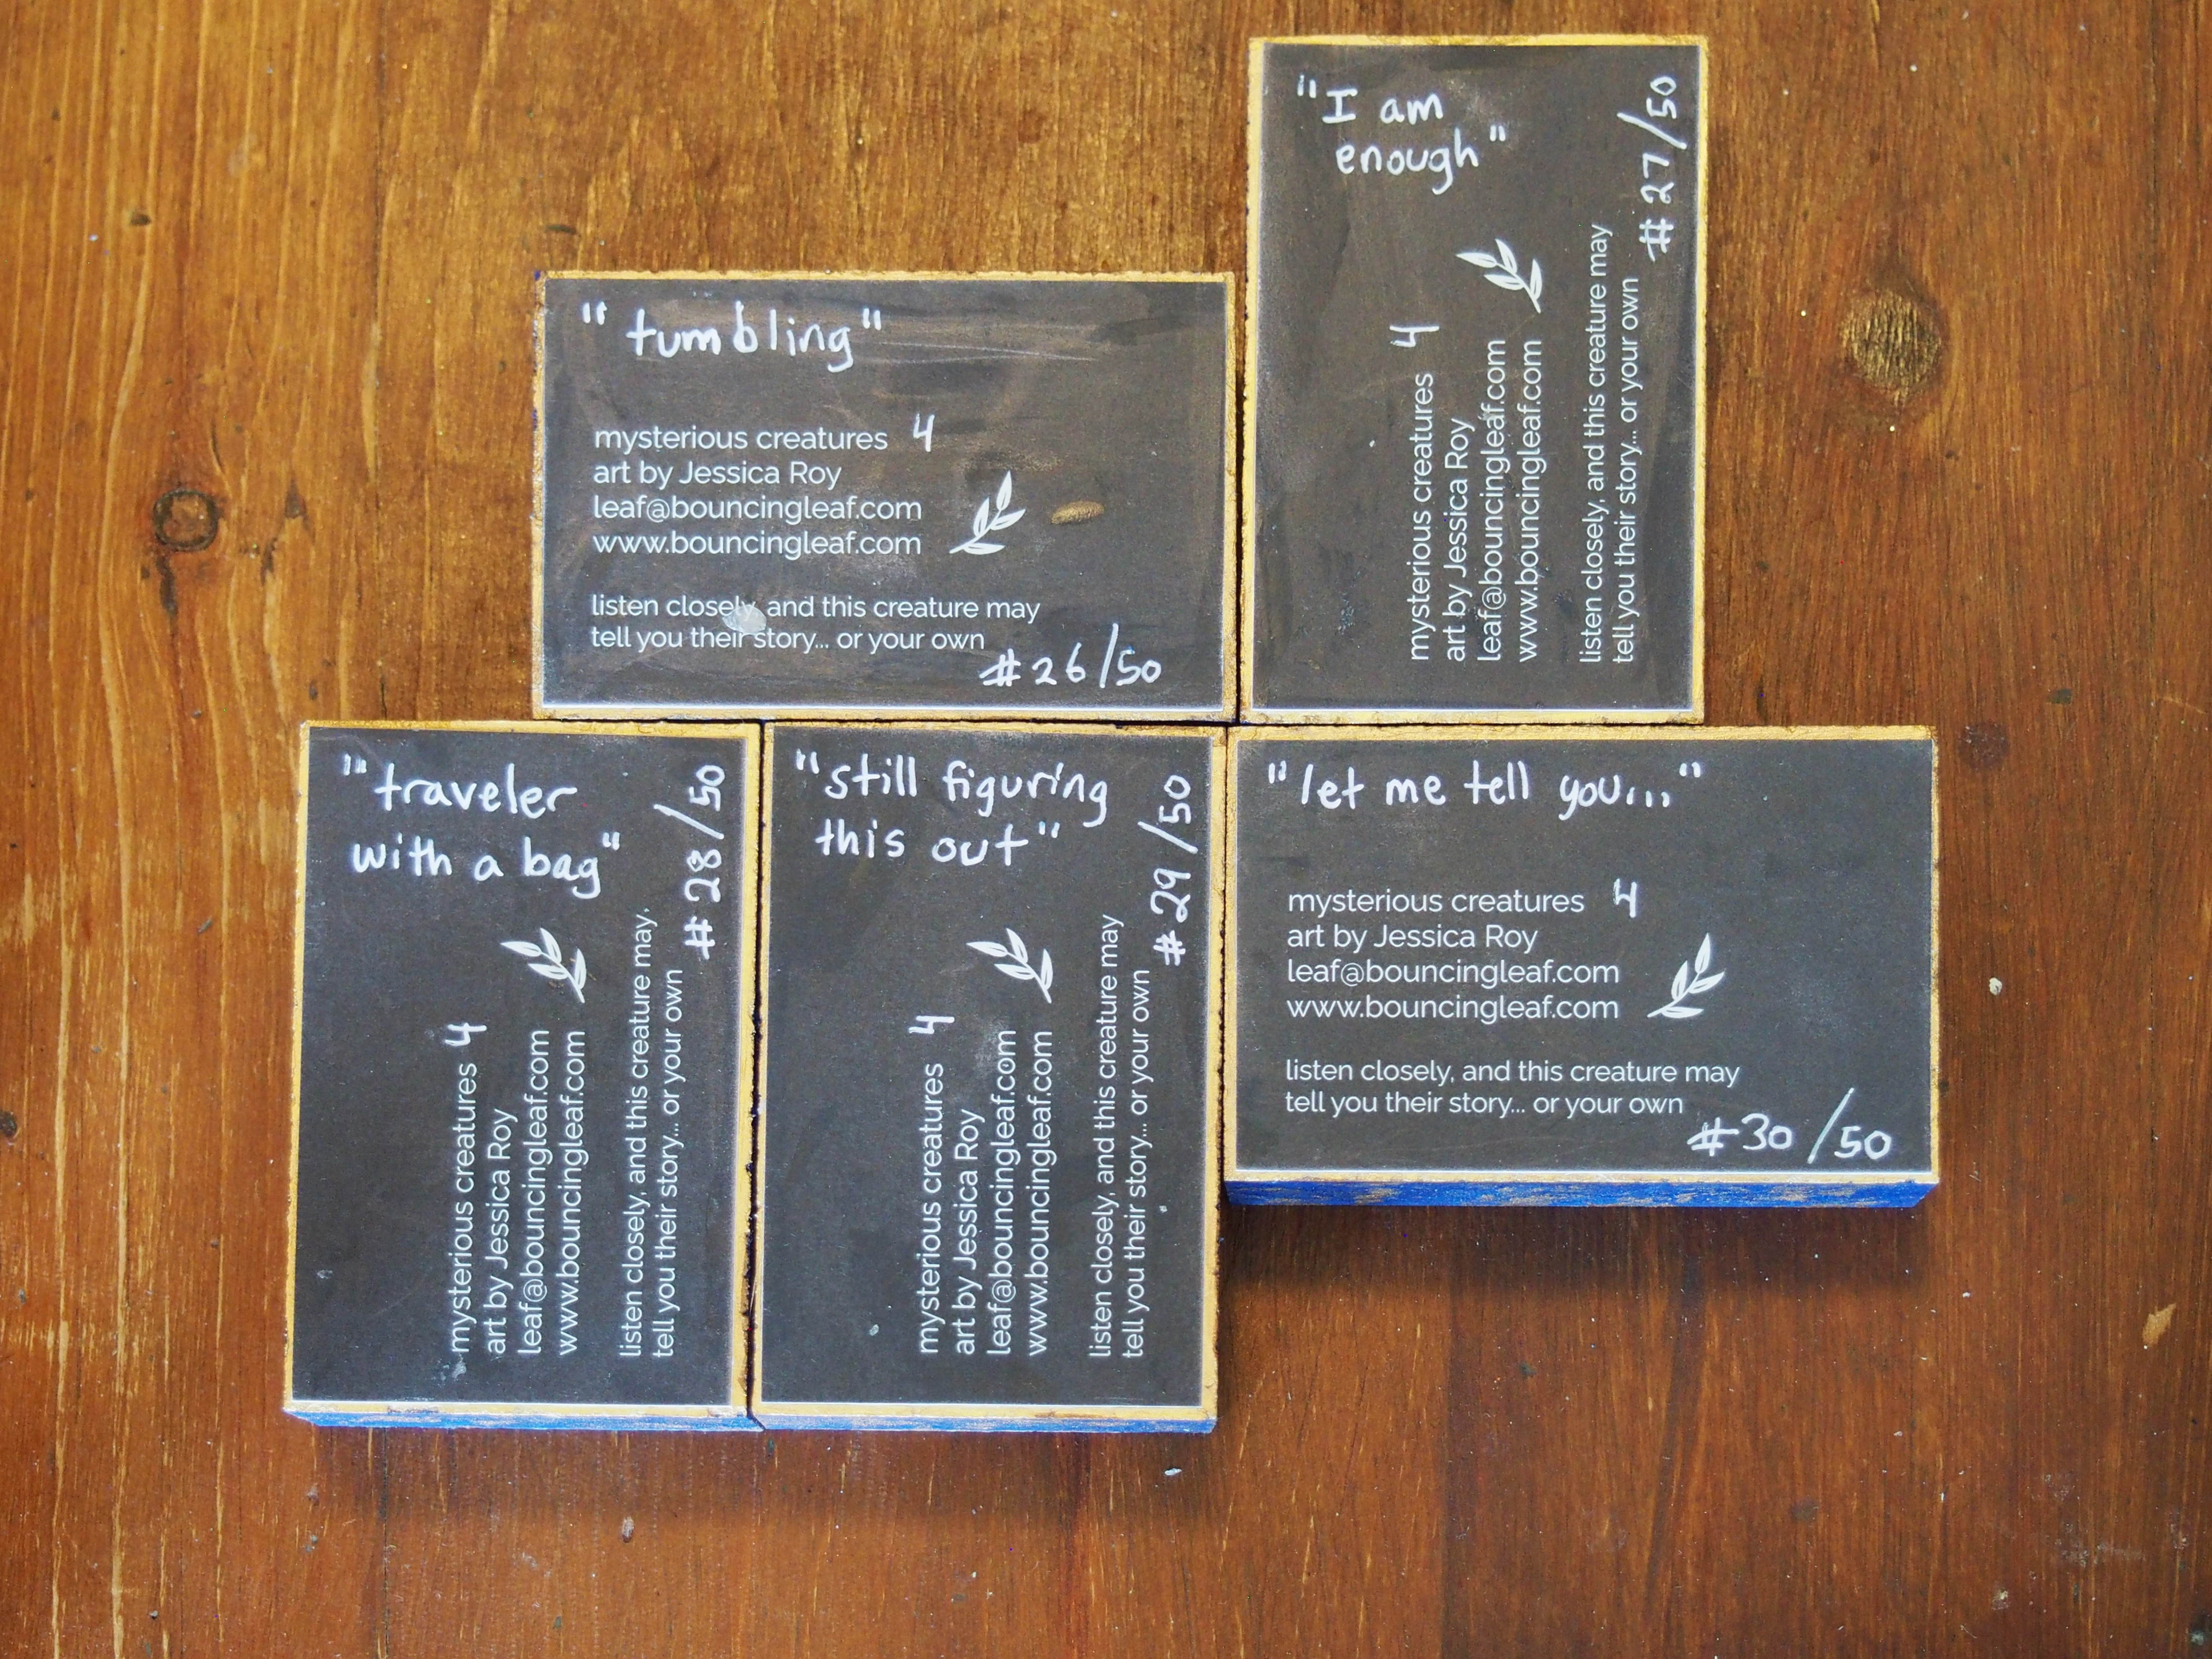 "tumbling"
mysterious creatures 4
art by Jessica Roy
leaf@bouncingleaf.com
www.bouncingleaf.com
listen closely, and this creature may
tell you their story... or your own
#26/50
"I am
enough"
mysterious creatures 4
art by Jessica Roy
leaf@bouncingleaf.com
www.bouncingleaf.com
listen closely, and this creature may
tell you their story... or your own
#27/50
"traveler
with a bag"
mysterious creatures 4
art by Jessica Roy
leaf@bouncingleaf.com
www.bouncingleaf.com
listen closely, and this creature may
tell you their story... or your own
#28/50
"still figuring
this out"
mysterious creatures 4
art by Jessica Roy
leaf@bouncingleaf.com
www.bouncingleaf.com
listen closely, and this creature may
tell you their story... or your own
#29/50
"let me tell you..."
mysterious creatures 4
art by Jessica Roy
leaf@bouncingleaf.com
www.bouncingleaf.com
listen closely, and this creature may
tell you their story... or your own
#30/50